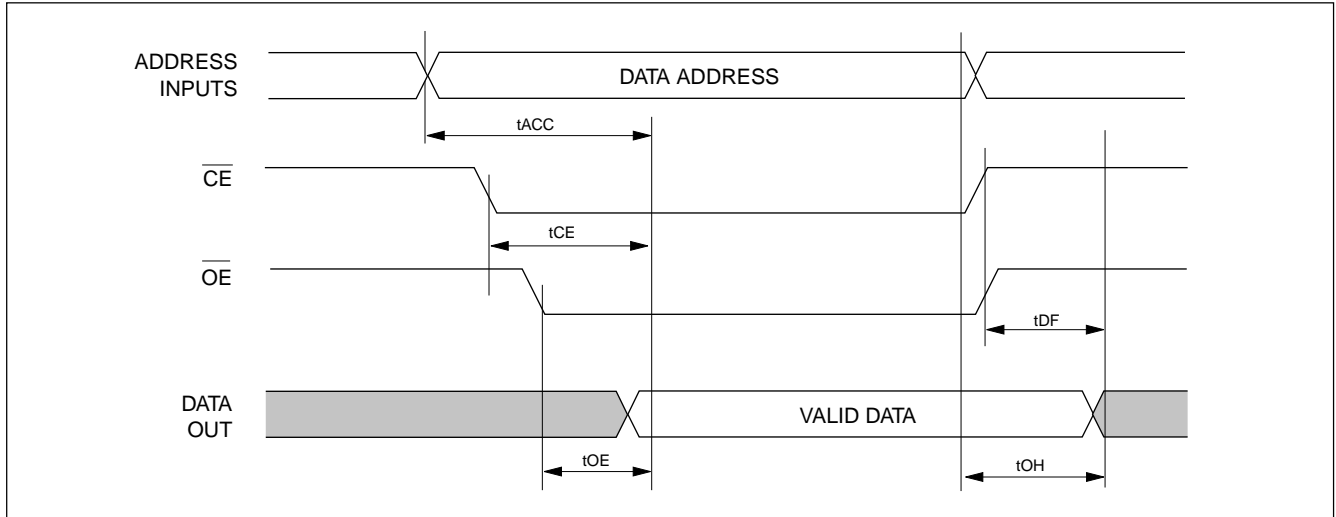 ADDRESS
INPUTS
DATA ADDRESS
tACC
CE
tCE
OE
tDF
DATA
OUT
VALID DATA
tOE
tOH